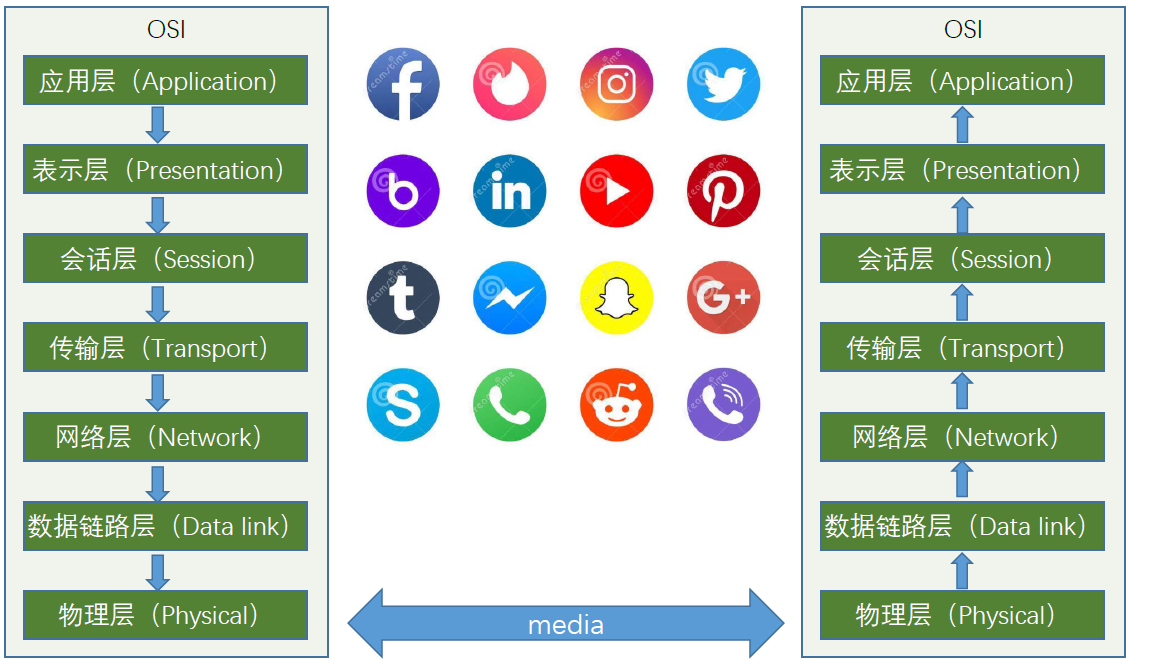 OSI
应用层（Application）
表示层（Presentation）
会话层（Session）
传输层（Transport）
网络层（Network）
数据链路层（Data link）
物理层（Physical）
media
OSI
应用层（Application）
表示层（Presentation）
会话层（Session）
传输层（Transport）
网络层（Network）
数据链路层（Data link）
物理层（Physical）